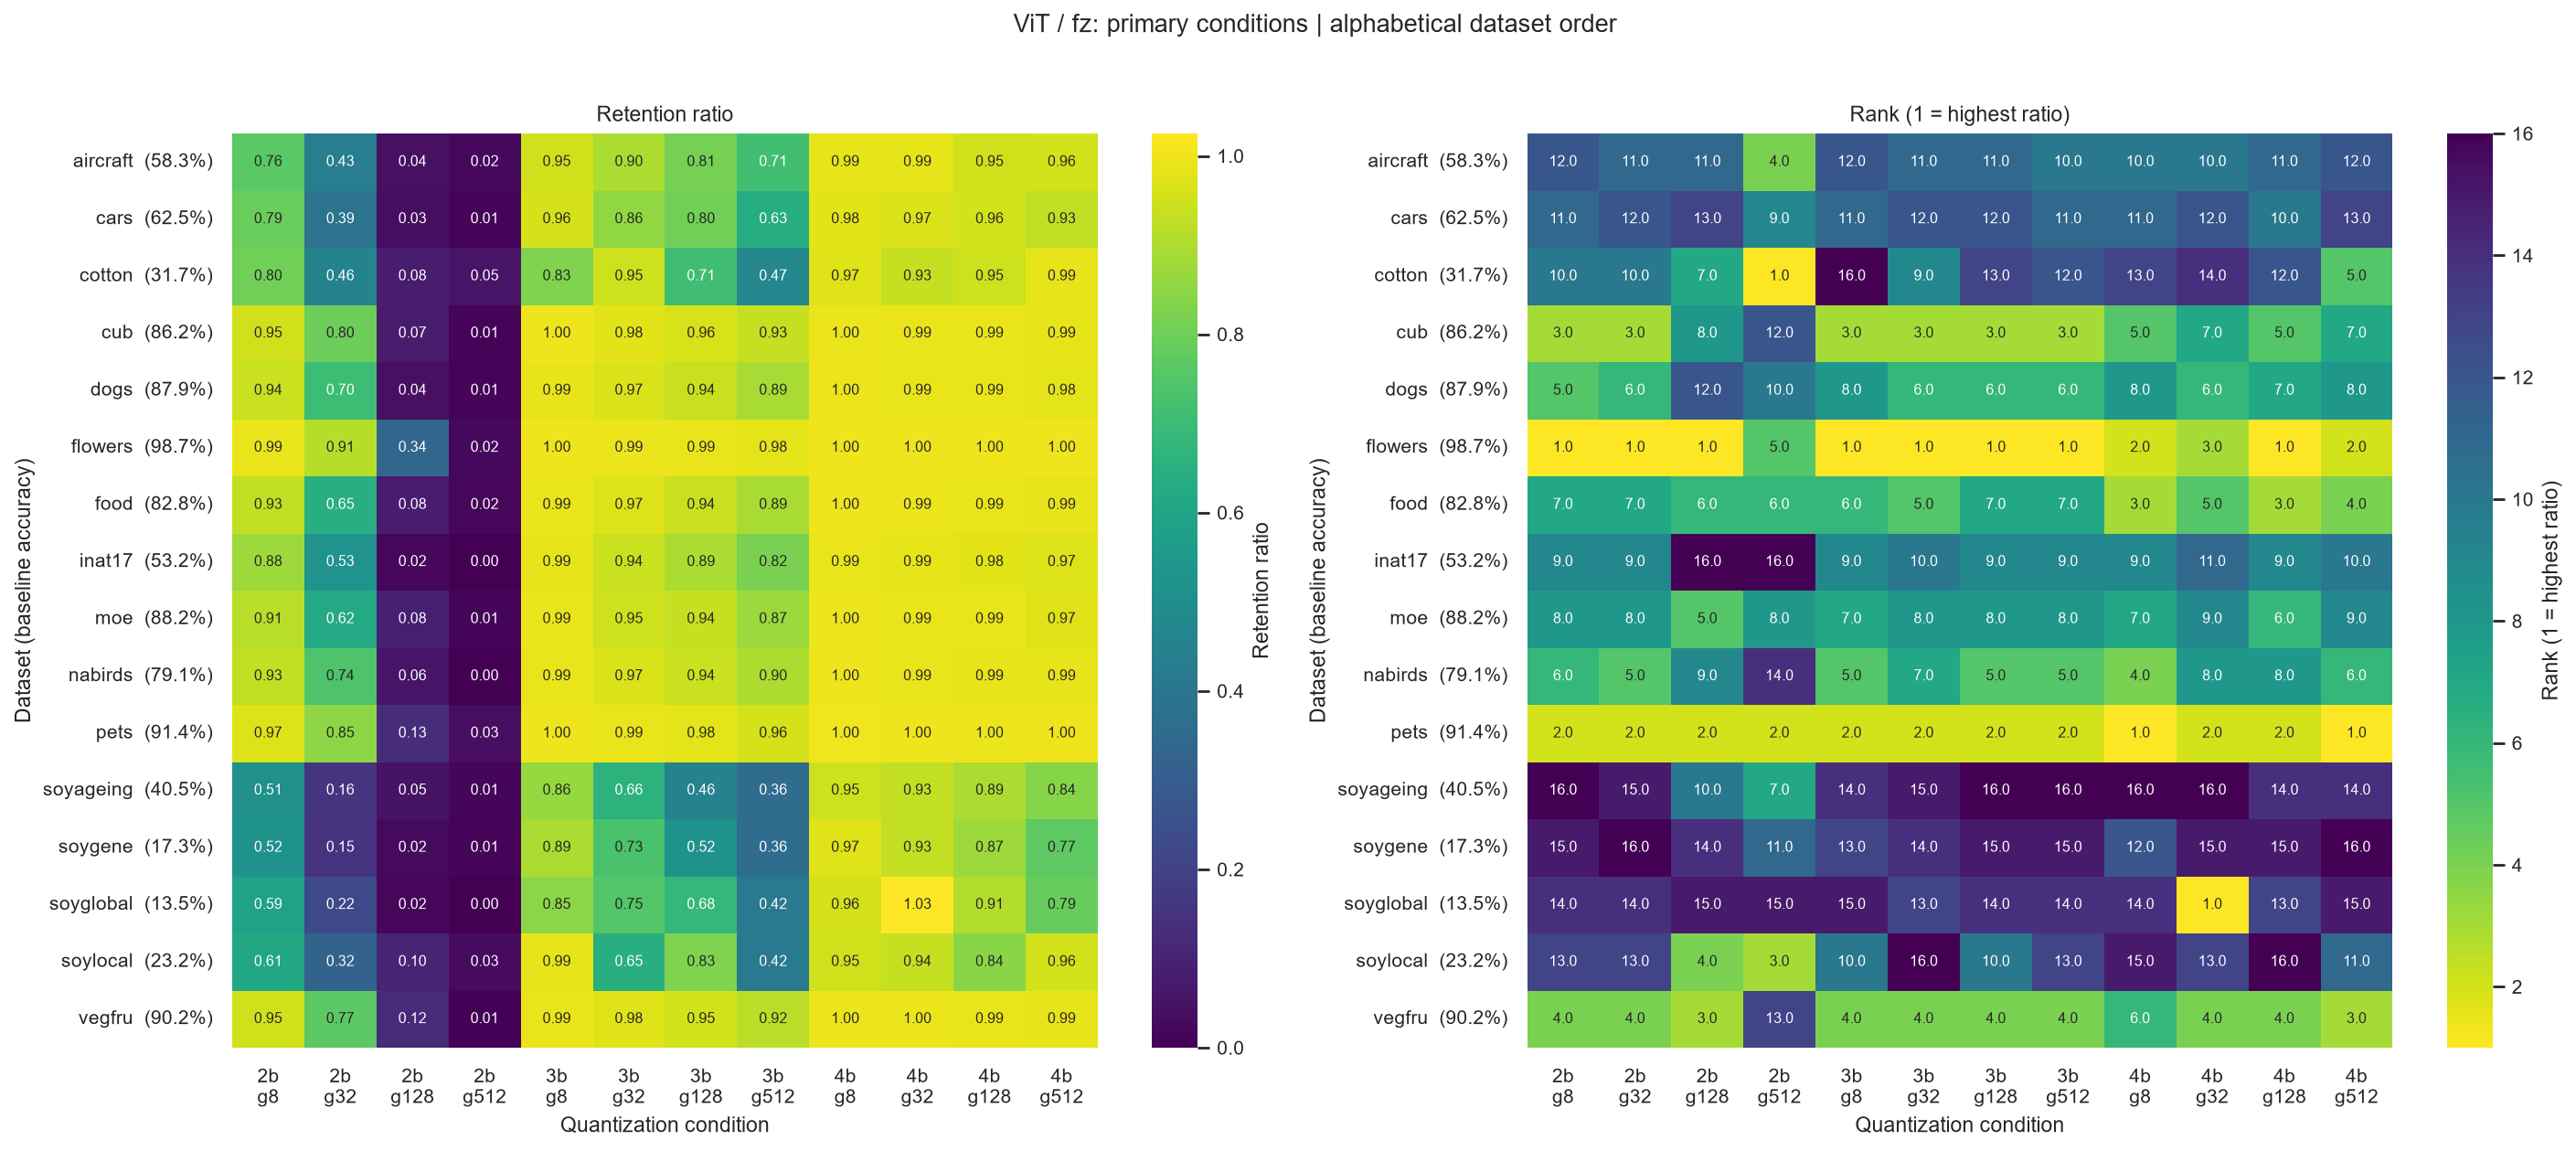 ViT / fz: primary conditions | alphabetical dataset order
Retention ratio
Dataset (baseline accuracy)
aircraft (58.3%) 0.76 0.43 0.04 0.02 0.95 0.90 0.81 0.71 0.99 0.99 0.95 0.96
cars (62.5%) 0.79 0.39 0.03 0.01 0.96 0.86 0.80 0.63 0.98 0.97 0.96 0.93
cotton (31.7%) 0.80 0.46 0.08 0.05 0.83 0.95 0.71 0.47 0.97 0.93 0.95 0.99
cub (86.2%) 0.95 0.80 0.07 0.01 1.00 0.98 0.96 0.93 1.00 0.99 0.99 0.99
dogs (87.9%) 0.94 0.70 0.04 0.01 0.99 0.97 0.94 0.89 1.00 0.99 0.99 0.98
flowers (98.7%) 0.99 0.91 0.34 0.02 1.00 0.99 0.99 0.98 1.00 1.00 1.00 1.00
food (82.8%) 0.93 0.65 0.08 0.02 0.99 0.97 0.94 0.89 1.00 0.99 0.99 0.99
inat17 (53.2%) 0.88 0.53 0.02 0.00 0.99 0.94 0.89 0.82 0.99 0.99 0.98 0.97
moe (88.2%) 0.91 0.62 0.08 0.01 0.99 0.95 0.94 0.87 1.00 0.99 0.99 0.97
nabirds (79.1%) 0.93 0.74 0.06 0.00 0.99 0.97 0.94 0.90 1.00 0.99 0.99 0.99
pets (91.4%) 0.97 0.85 0.13 0.03 1.00 0.99 0.98 0.96 1.00 1.00 1.00 1.00
soyageing (40.5%) 0.51 0.16 0.05 0.01 0.86 0.66 0.46 0.36 0.95 0.93 0.89 0.84
soygene (17.3%) 0.52 0.15 0.02 0.01 0.89 0.73 0.52 0.36 0.97 0.93 0.87 0.77
soyglobal (13.5%) 0.59 0.22 0.02 0.00 0.85 0.75 0.68 0.42 0.96 1.03 0.91 0.79
soylocal (23.2%) 0.61 0.32 0.10 0.03 0.99 0.65 0.83 0.42 0.95 0.94 0.84 0.96
vegfru (90.2%) 0.95 0.77 0.12 0.01 0.99 0.98 0.95 0.92 1.00 1.00 0.99 0.99
2b 2b 2b 2b 3b 3b 3b 3b 4b 4b 4b 4b
g8 g32 g128 g512 g8 g32 g128 g512 g8 g32 g128 g512
Quantization condition
1.0
0.8
0.6
0.4
0.2
0.0
Retention ratio
Rank (1 = highest ratio)
Dataset (baseline accuracy)
aircraft (58.3%) 12.0 11.0 11.0 4.0 12.0 11.0 11.0 10.0 10.0 10.0 11.0 12.0
cars (62.5%) 11.0 12.0 13.0 9.0 11.0 12.0 12.0 11.0 11.0 12.0 10.0 13.0
cotton (31.7%) 10.0 10.0 7.0 1.0 16.0 9.0 13.0 12.0 13.0 14.0 12.0 5.0
cub (86.2%) 3.0 3.0 8.0 12.0 3.0 3.0 3.0 3.0 5.0 7.0 5.0 7.0
dogs (87.9%) 5.0 6.0 12.0 10.0 8.0 6.0 6.0 6.0 8.0 6.0 7.0 8.0
flowers (98.7%) 1.0 1.0 1.0 5.0 1.0 1.0 1.0 1.0 2.0 3.0 1.0 2.0
food (82.8%) 7.0 7.0 6.0 6.0 6.0 5.0 7.0 7.0 3.0 5.0 3.0 4.0
inat17 (53.2%) 9.0 9.0 16.0 16.0 9.0 10.0 9.0 9.0 9.0 11.0 9.0 10.0
moe (88.2%) 8.0 8.0 5.0 8.0 7.0 8.0 8.0 8.0 7.0 9.0 6.0 9.0
nabirds (79.1%) 6.0 5.0 9.0 14.0 5.0 7.0 5.0 5.0 4.0 8.0 8.0 6.0
pets (91.4%) 2.0 2.0 2.0 2.0 2.0 2.0 2.0 2.0 1.0 2.0 2.0 1.0
soyageing (40.5%) 16.0 15.0 10.0 7.0 14.0 15.0 16.0 16.0 16.0 16.0 14.0 14.0
soygene (17.3%) 15.0 16.0 14.0 11.0 13.0 14.0 15.0 15.0 12.0 15.0 15.0 16.0
soyglobal (13.5%) 14.0 14.0 15.0 15.0 15.0 13.0 14.0 14.0 14.0 1.0 13.0 15.0
soylocal (23.2%) 13.0 13.0 4.0 3.0 10.0 16.0 10.0 13.0 15.0 13.0 16.0 11.0
vegfru (90.2%) 4.0 4.0 3.0 13.0 4.0 4.0 4.0 4.0 6.0 4.0 4.0 3.0
2b 2b 2b 2b 3b 3b 3b 3b 4b 4b 4b 4b
g8 g32 g128 g512 g8 g32 g128 g512 g8 g32 g128 g512
Quantization condition
16
14
12
10
8
6
4
2
Rank (1 = highest ratio)